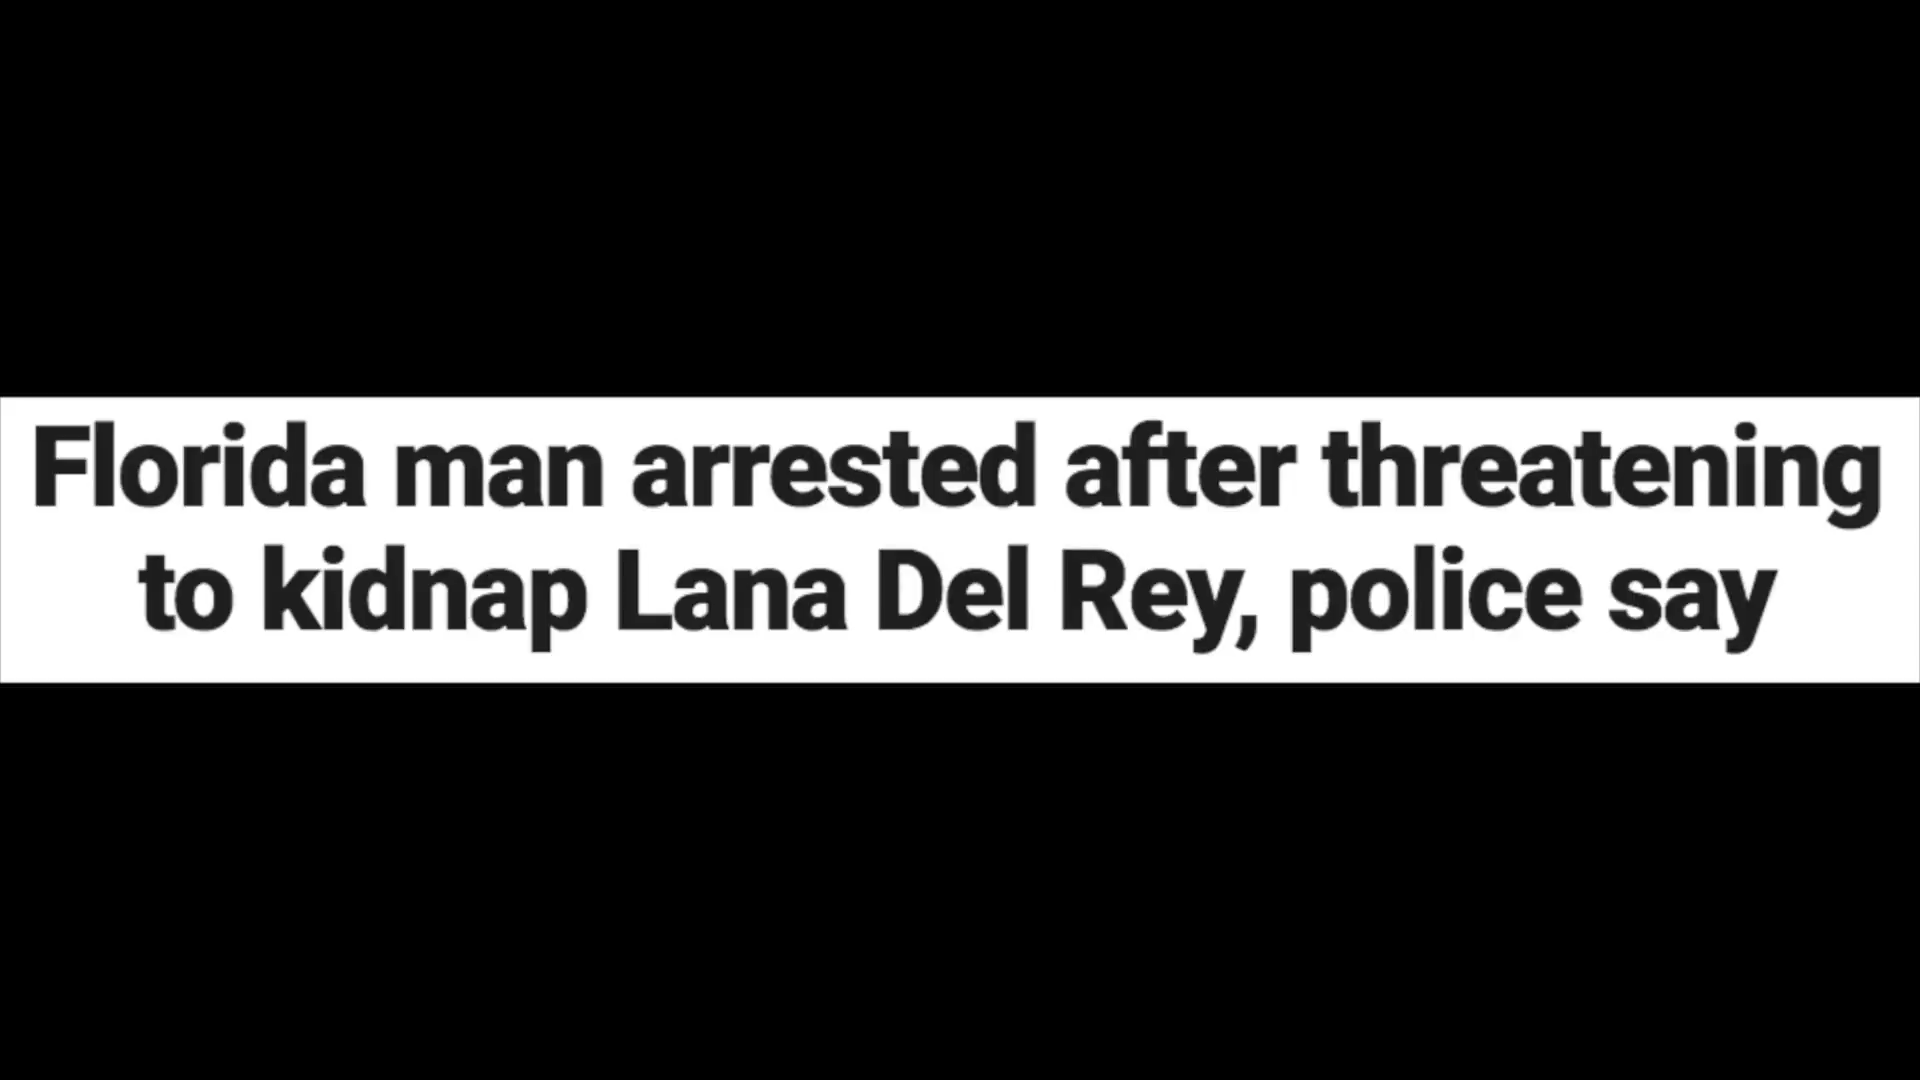 Florida man arrested after threatening
to kidnap Lana Del Rey, police say